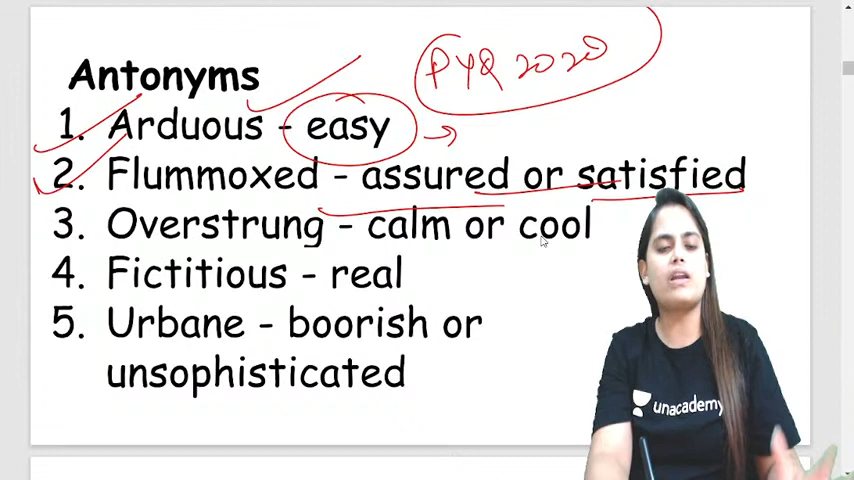 Antonyms
PYQ 2020
1. Arduous - easy
2. Flummoxed - assured or satisfied
3. Overstrung - calm or cool
4. Fictitious - real
5. Urbane - boorish or
unsophisticated
unacademy